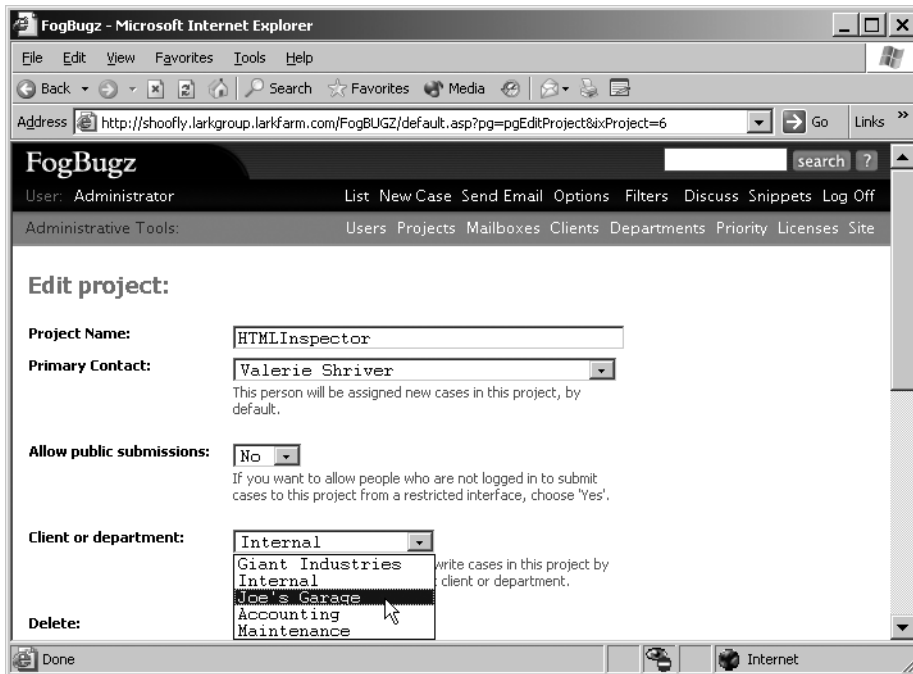 FogBugz - Microsoft Internet Explorer
File Edit View Favorites Tools Help
Back Search Favorites Media
Address http://shoofly.larkgroup.larkfarm.com/FogBUGZ/default.asp?pg=pgEditProject&ixProject=6 Go Links »
FogBugz search ?
User: Administrator List New Case Send Email Options Filters Discuss Snippets Log Off
Administrative Tools: Users Projects Mailboxes Clients Departments Priority Licenses Site
Edit project:
Project Name: HTMLInspector
Primary Contact: Valerie Shriver
This person will be assigned new cases in this project, by
default.
Allow public submissions: No
If you want to allow people who are not logged in to submit
cases to this project from a restricted interface, choose 'Yes'.
Client or department: Internal
Giant Industries write cases in this project by
Internal client or department.
Joe's Garage
Accounting
Delete:
Maintenance
Done Internet